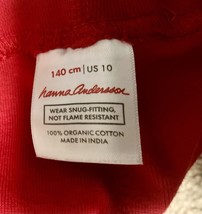 140 cm | US 10
hanna Andersson
WEAR SNUG-FITTING,
NOT FLAME RESISTANT
100% ORGANIC COTTON
MADE IN INDIA